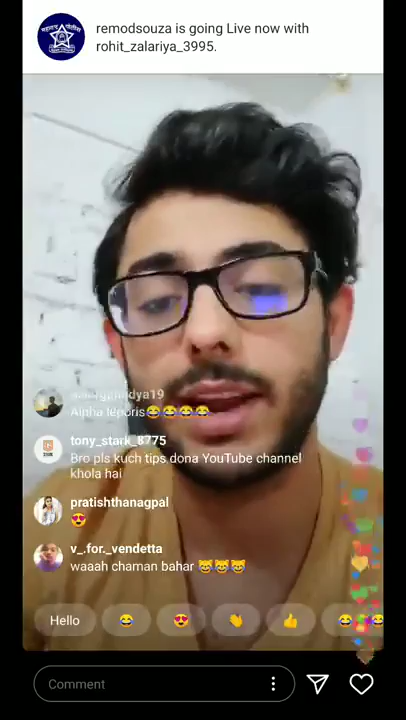 remodsouza is going Live now with
rohit_zalariya_3995.
Alpha leporis😂😂😂😂
tony_stark_8775
Bro pls kuch tips dona YouTube channel
khola hai
pratishthanagpal
😍
v_.for._vendetta
waaah chaman bahar 😹😹😹
Hello 😂 😍 👏 👍 😂
Comment